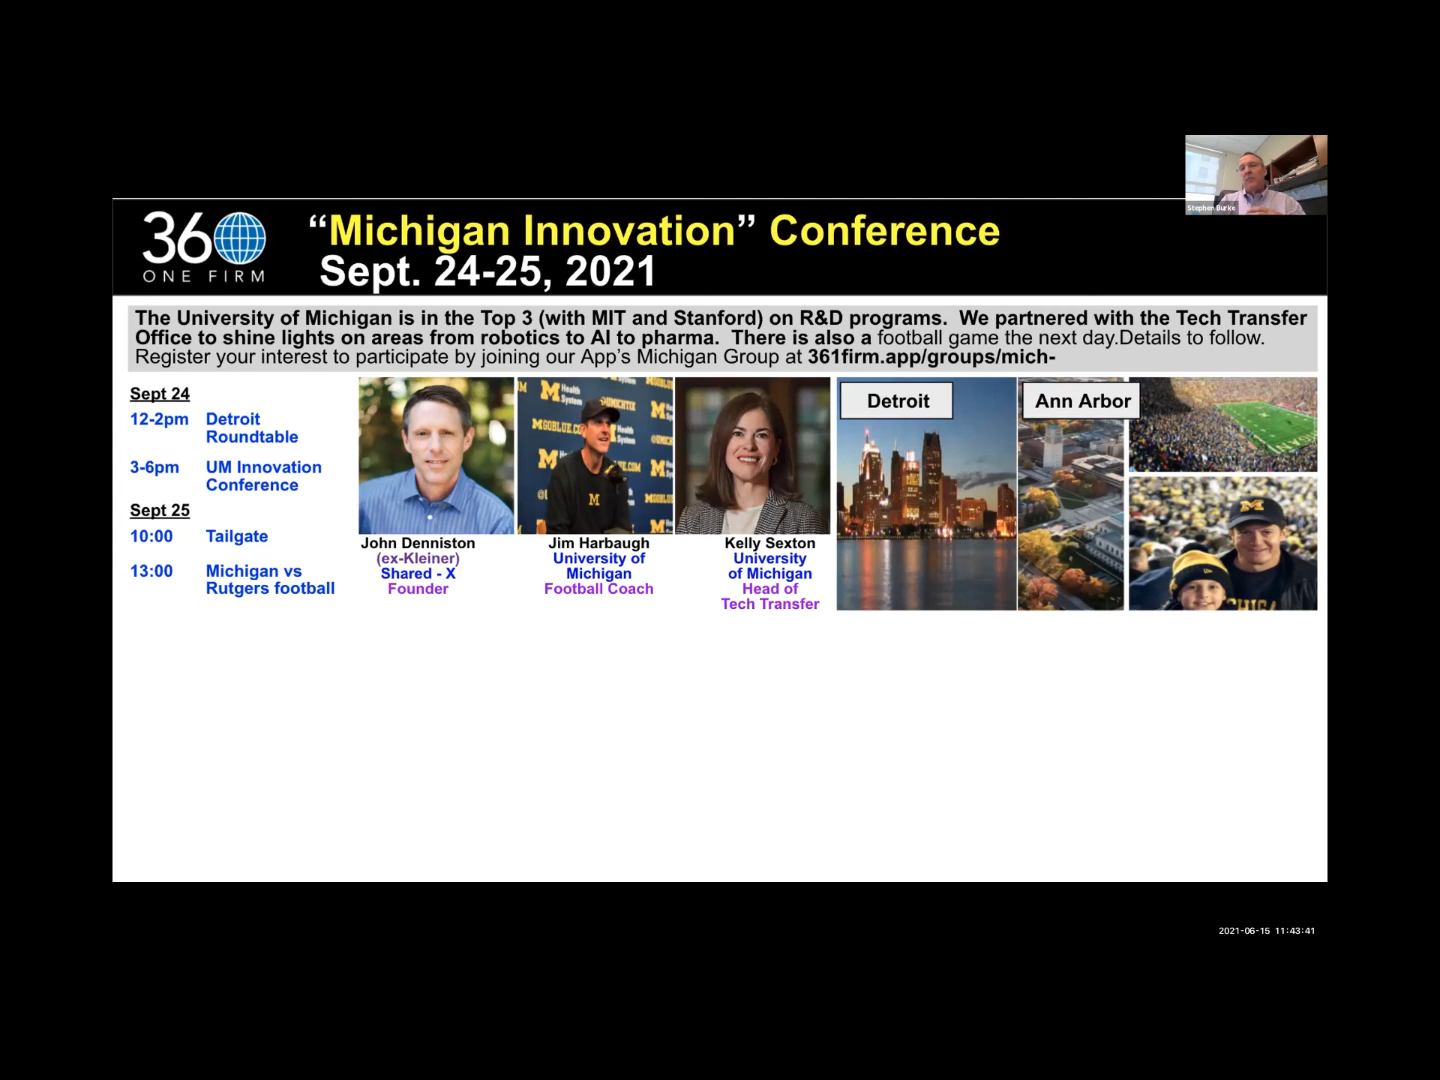 Stephen Burke
360
ONE FIRM
“Michigan Innovation” Conference
Sept. 24-25, 2021
The University of Michigan is in the Top 3 (with MIT and Stanford) on R&D programs.  We partnered with the Tech Transfer
Office to shine lights on areas from robotics to AI to pharma.  There is also a football game the next day.Details to follow.
Register your interest to participate by joining our App’s Michigan Group at 361firm.app/groups/mich-
Sept 24
12-2pm Detroit
Roundtable
3-6pm UM Innovation
Conference
Sept 25
10:00 Tailgate
13:00 Michigan vs
Rutgers football
John Denniston
(ex-Kleiner)
Shared - X
Founder
M Health
System
MGOBLUE.CO
M
Jim Harbaugh
University of
Michigan
Football Coach
Kelly Sexton
University
of Michigan
Head of
Tech Transfer
Detroit
Ann Arbor
M
2021-06-15 11:43:41